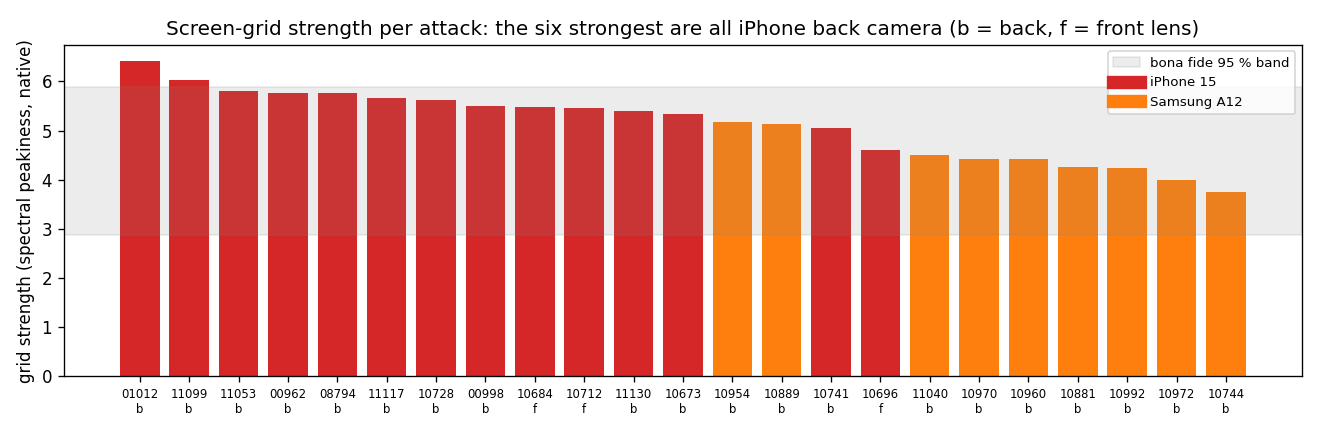 Screen-grid strength per attack: the six strongest are all iPhone back camera (b = back, f = front lens)
grid strength (spectral peakiness, native)
6
5
4
3
2
1
0
bona fide 95 % band
iPhone 15
Samsung A12
01012 11099 11053 00962 08794 11117 10728 00998 10684 10712 11130 10673 10954 10889 10741 10696 11040 10970 10960 10881 10992 10972 10744
b b b b b b b b f f b b b b b f b b b b b b b